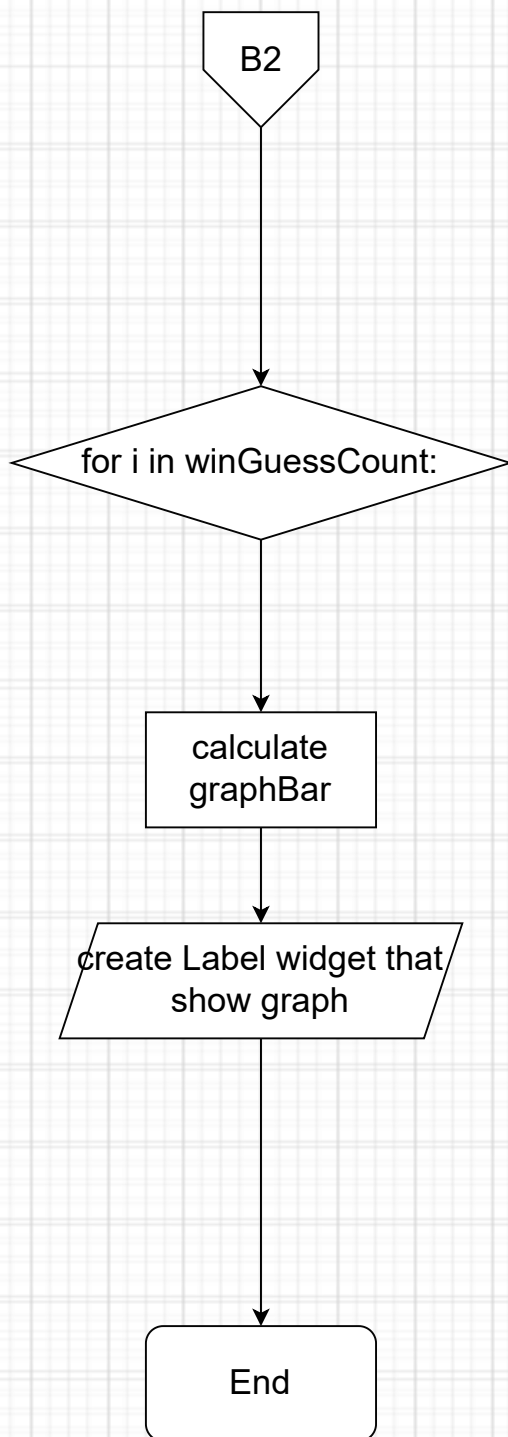 B2
for i in winGuessCount:
calculate
graphBar
create Label widget that
show graph
End